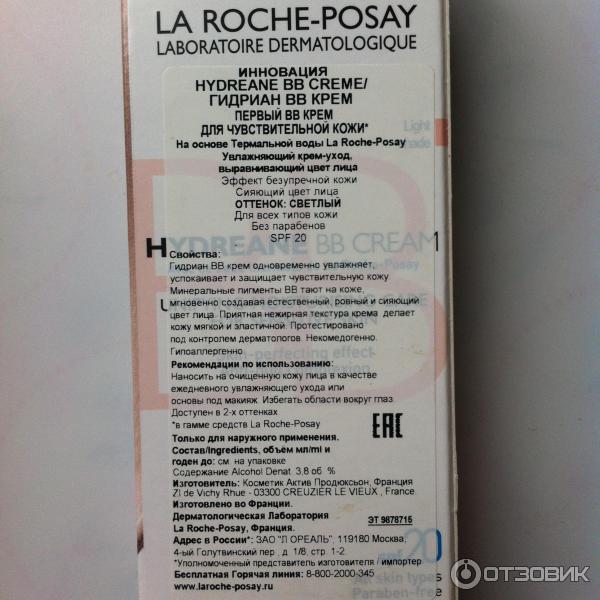 LA ROCHE-POSAY
LABORATOIRE DERMATOLOGIQUE
ИННОВАЦИЯ
HYDREANE BB CREME/
ГИДРИАН ВВ КРЕМ
ПЕРВЫЙ ВВ КРЕМ
ДЛЯ ЧУВСТВИТЕЛЬНОЙ КОЖИ*
На основе Термальной воды La Roche-Posay
Увлажняющий крем-уход,
выравнивающий цвет лица
Эффект безупречной кожи
Сияющий цвет лица
ОТТЕНОК: СВЕТЛЫЙ
Для всех типов кожи
Без парабенов
SPF 20
Light
HYDREANE BB CREAM
Свойства:
Гидриан ВВ крем одновременно увлажняет,
успокаивает и защищает чувствительную кожу
Минеральные пигменты ВВ тают на коже,
мгновенно создавая естественный, ровный и сияющий
цвет лица. Приятная нежирная текстура крема делает
кожу мягкой и эластичной. Протестировано
под контролем дерматологов. Некомедогенно.
Гипоаллергенно.
Рекомендации по использованию:
Наносить на очищенную кожу лица в качестве
ежедневного увлажняющего ухода или
основы под макияж. Избегать области вокруг глаз.
Доступен в 2-х оттенках
*в гамме средств La Roche-Posay
EAC
Только для наружного применения.
Состав/Ingredients, объем мл/ml и
годен до: см. на упаковке
Содержание Alcohol Denat. 3,8 об. %
Изготовитель: Косметик Актив Продюксьон, Франция
ZI de Vichy Rhue - 03300 CREUZIER LE VIEUX, France.
Изготовлено во Франции.
Дерматологическая Лаборатория
La Roche-Posay, Франция.
ЭТ 9878715
Адрес в России*: ЗАО "Л ОРЕАЛЬ", 119180 Москва,
4-ый Голутвинский пер. д. 1/8, стр. 1-2.
*Уполномоченный представитель изготовителя / импортер
Бесплатная Горячая линия: 8-800-2000-345
www.laroche-posay.ru
spf 20
All skin types
Paraben-free
ОТЗОВИК